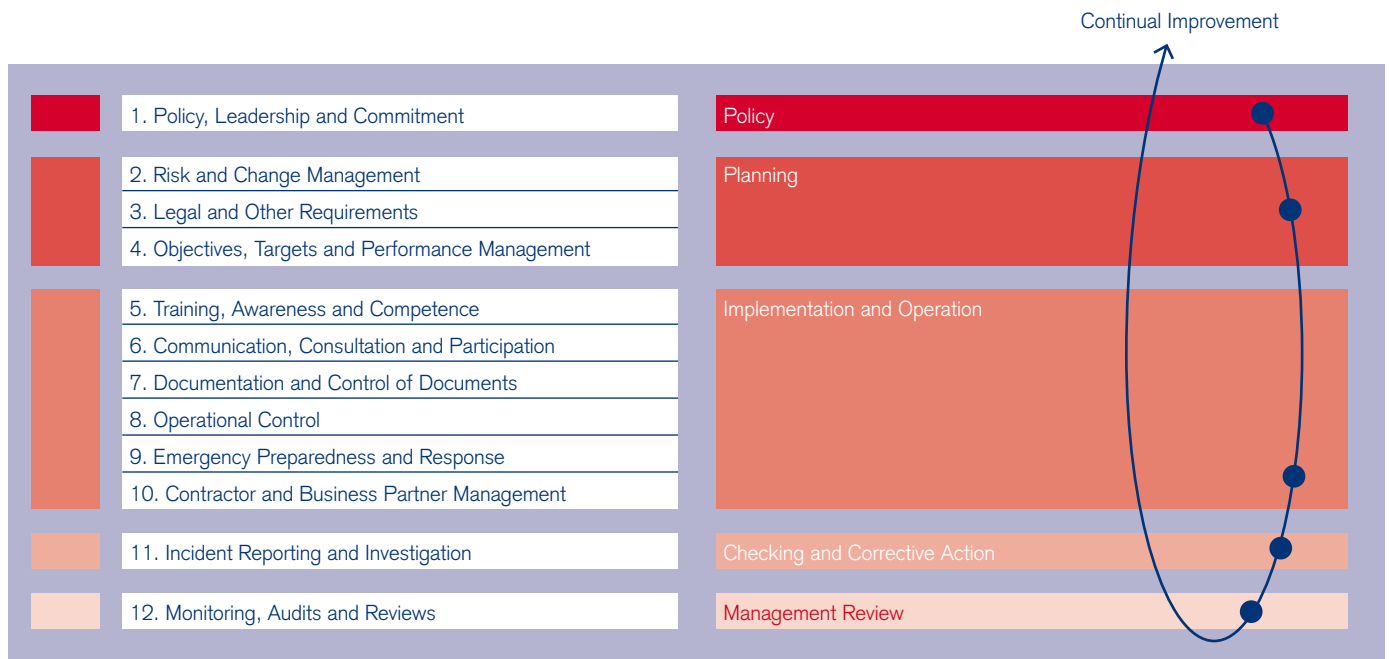 Continual Improvement
1. Policy, Leadership and Commitment
Policy
2. Risk and Change Management
Planning
3. Legal and Other Requirements
4. Objectives, Targets and Performance Management
5. Training, Awareness and Competence
Implementation and Operation
6. Communication, Consultation and Participation
7. Documentation and Control of Documents
8. Operational Control
9. Emergency Preparedness and Response
10. Contractor and Business Partner Management
11. Incident Reporting and Investigation
Checking and Corrective Action
12. Monitoring, Audits and Reviews
Management Review